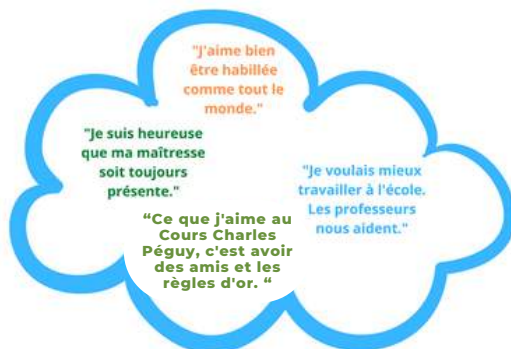 "J'aime bien
être habillée
comme tout le
monde."
"Je suis heureuse
que ma maîtresse
soit toujours
présente."
"Je voulais mieux
travailler à l'école.
Les professeurs
nous aident."
“Ce que j'aime au
Cours Charles
Péguy, c'est avoir
des amis et les
règles d'or. “